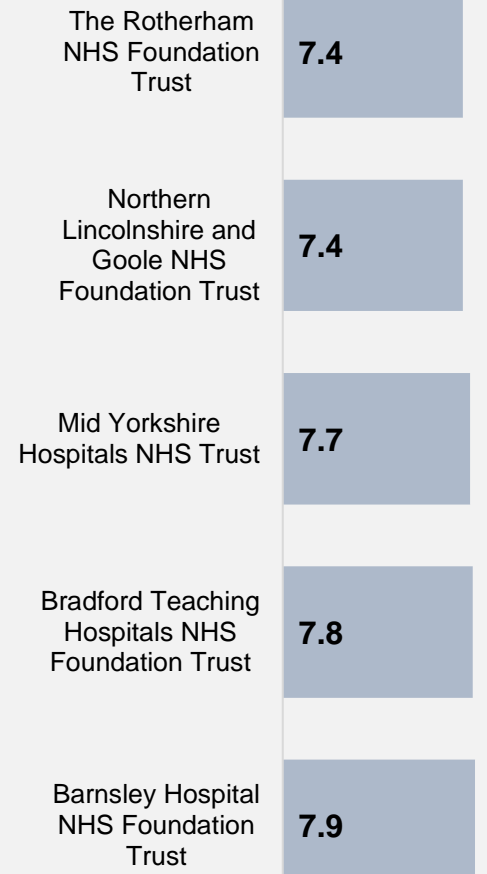 The Rotherham
NHS Foundation
Trust
7.4
Northern
Lincolnshire and
Goole NHS
Foundation Trust
7.4
Mid Yorkshire
Hospitals NHS Trust
7.7
Bradford Teaching
Hospitals NHS
Foundation Trust
7.8
Barnsley Hospital
NHS Foundation
Trust
7.9